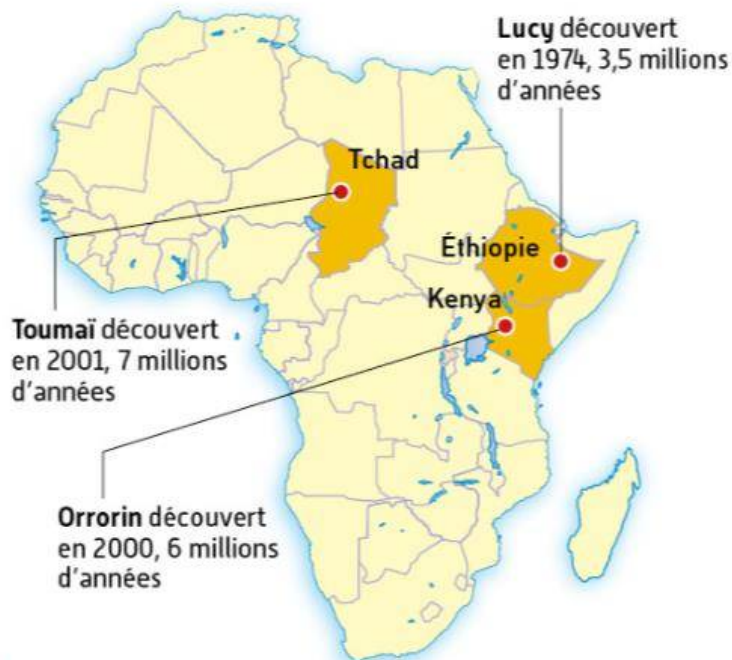 Lucy découvert
en 1974, 3,5 millions
d'années
Tchad
Éthiopie
Kenya
Toumaï découvert
en 2001, 7 millions
d'années
Orrorin découvert
en 2000, 6 millions
d'années